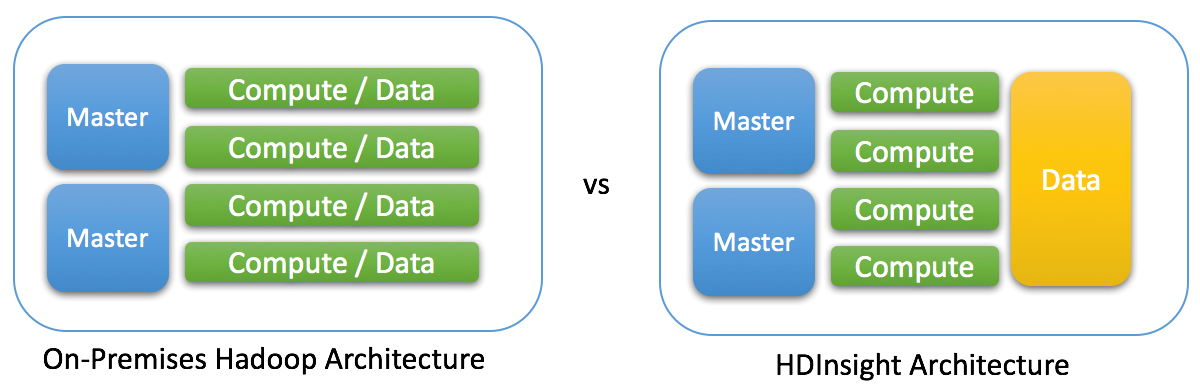 Master
Master
Compute / Data
Compute / Data
Compute / Data
Compute / Data
On-Premises Hadoop Architecture
vs
Master
Master
Compute
Compute
Compute
Compute
Data
HDInsight Architecture